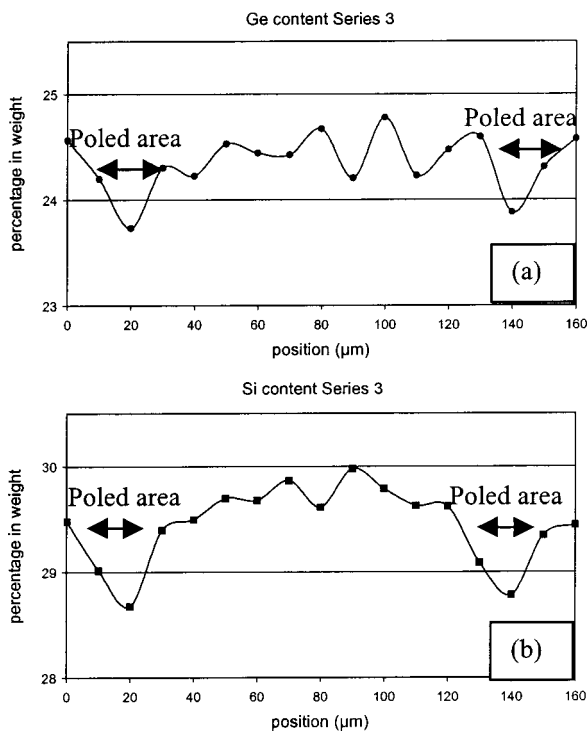 Ge content Series 3
percentage in weight
25
24
23
Poled area
Poled area
(a)
0 20 40 60 80 100 120 140 160
position (µm)
Si content Series 3
percentage in weight
30
29
28
Poled area
Poled area
(b)
0 20 40 60 80 100 120 140 160
position (µm)